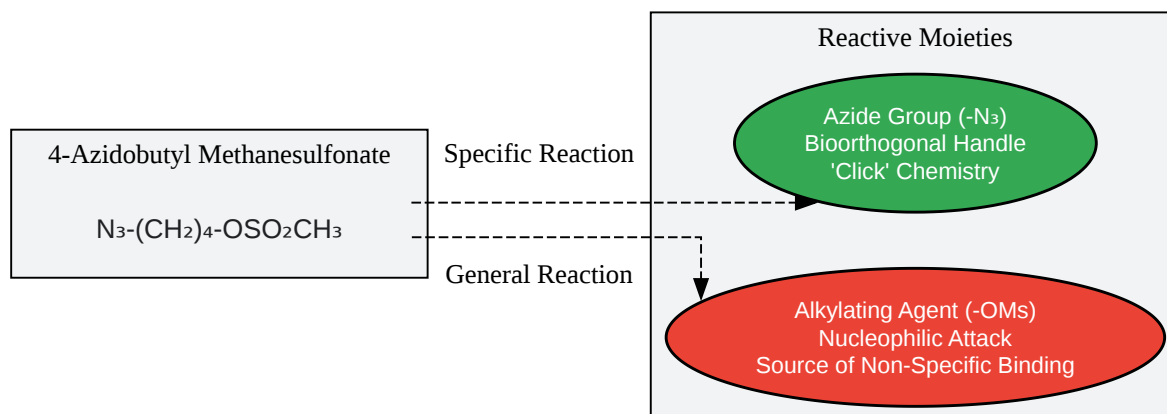 Reactive Moieties
Azide Group (-N₃)
Bioorthogonal Handle
'Click' Chemistry
4-Azidobutyl Methanesulfonate
N₃-(CH₂)₄-OSO₂CH₃
Specific Reaction
General Reaction
Alkylating Agent (-OMs)
Nucleophilic Attack
Source of Non-Specific Binding